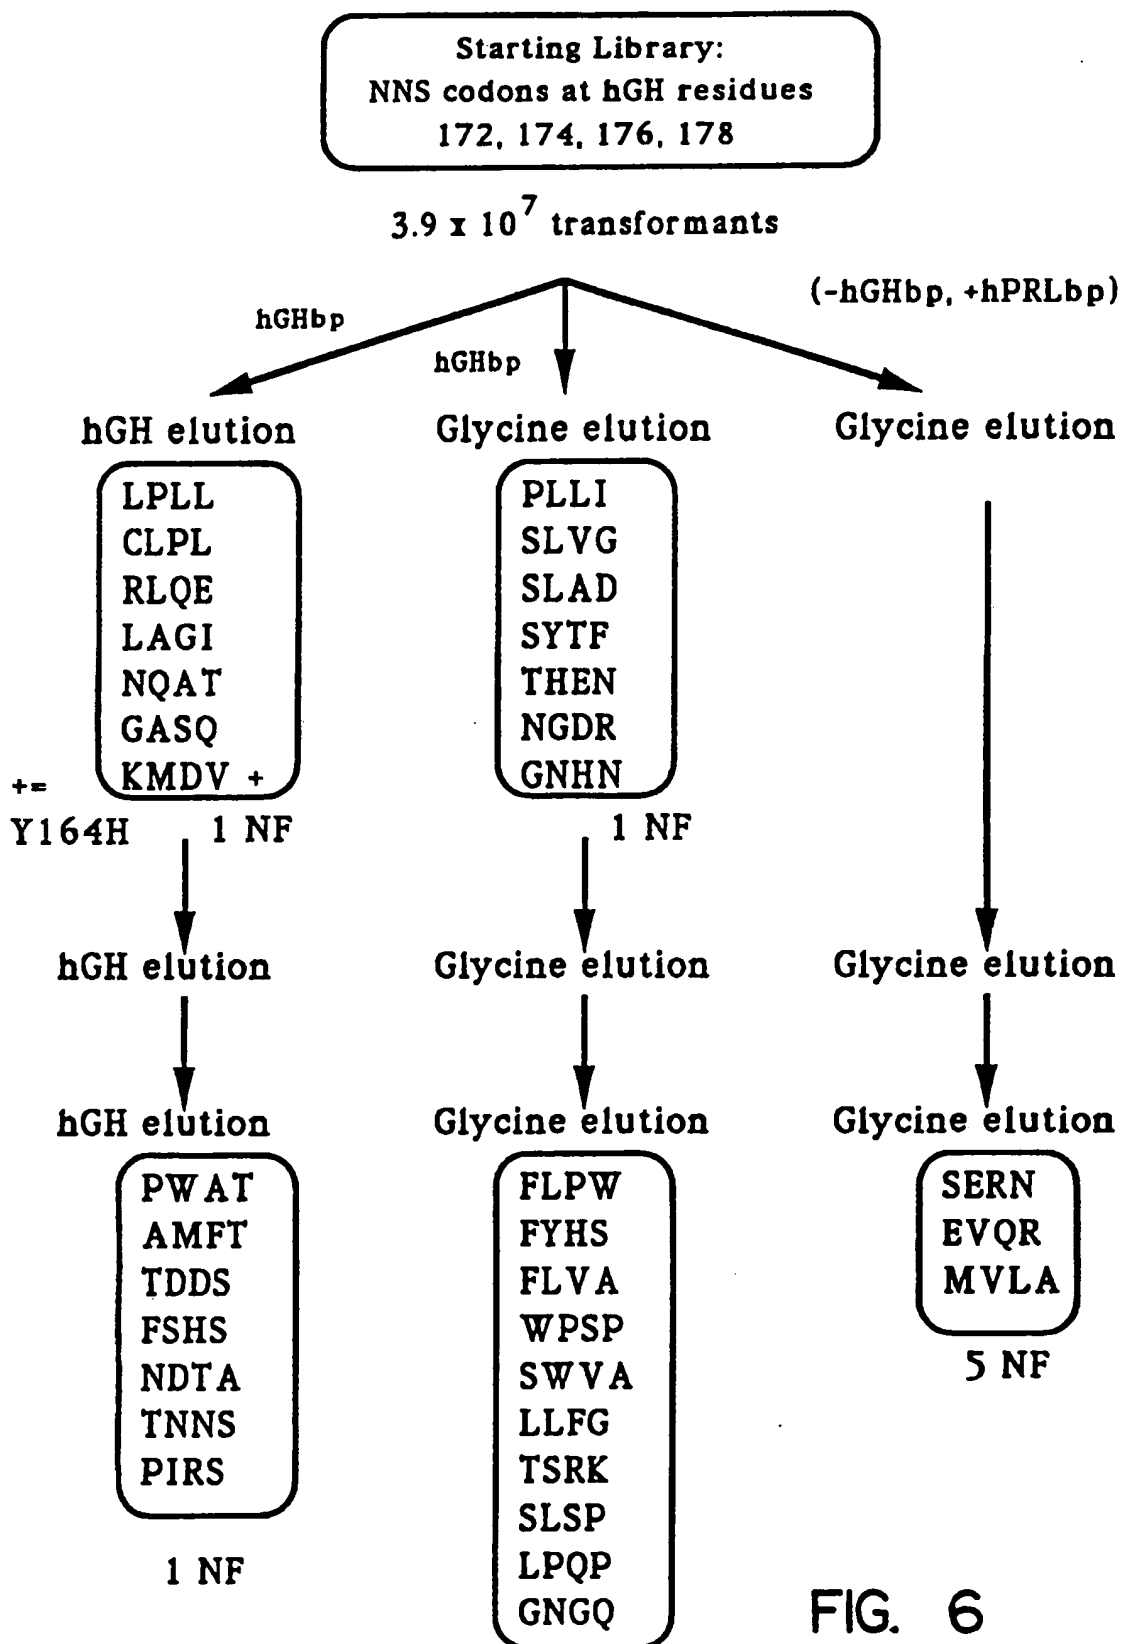 Starting Library:
NNS codons at hGH residues
172, 174, 176, 178
3.9 x 10^7 transformants
(-hGHbp, +hPRLbp)
hGHbp
hGHbp
hGH elution
Glycine elution
Glycine elution
LPLL
CLPL
RLQE
LAGI
NQAT
GASQ
KMDV +
+=
Y164H
1 NF
PLLI
SLVG
SLAD
SYTF
THEN
NGDR
GNHN
1 NF
hGH elution
Glycine elution
Glycine elution
hGH elution
Glycine elution
Glycine elution
PWAT
AMFT
TDDS
FSHS
NDTA
TNNS
PIRS
1 NF
FLPW
FYHS
FLVA
WPSP
SWVA
LLFG
TSRK
SLSP
LPQP
GNGQ
SERN
EVQR
MVLA
5 NF
FIG. 6